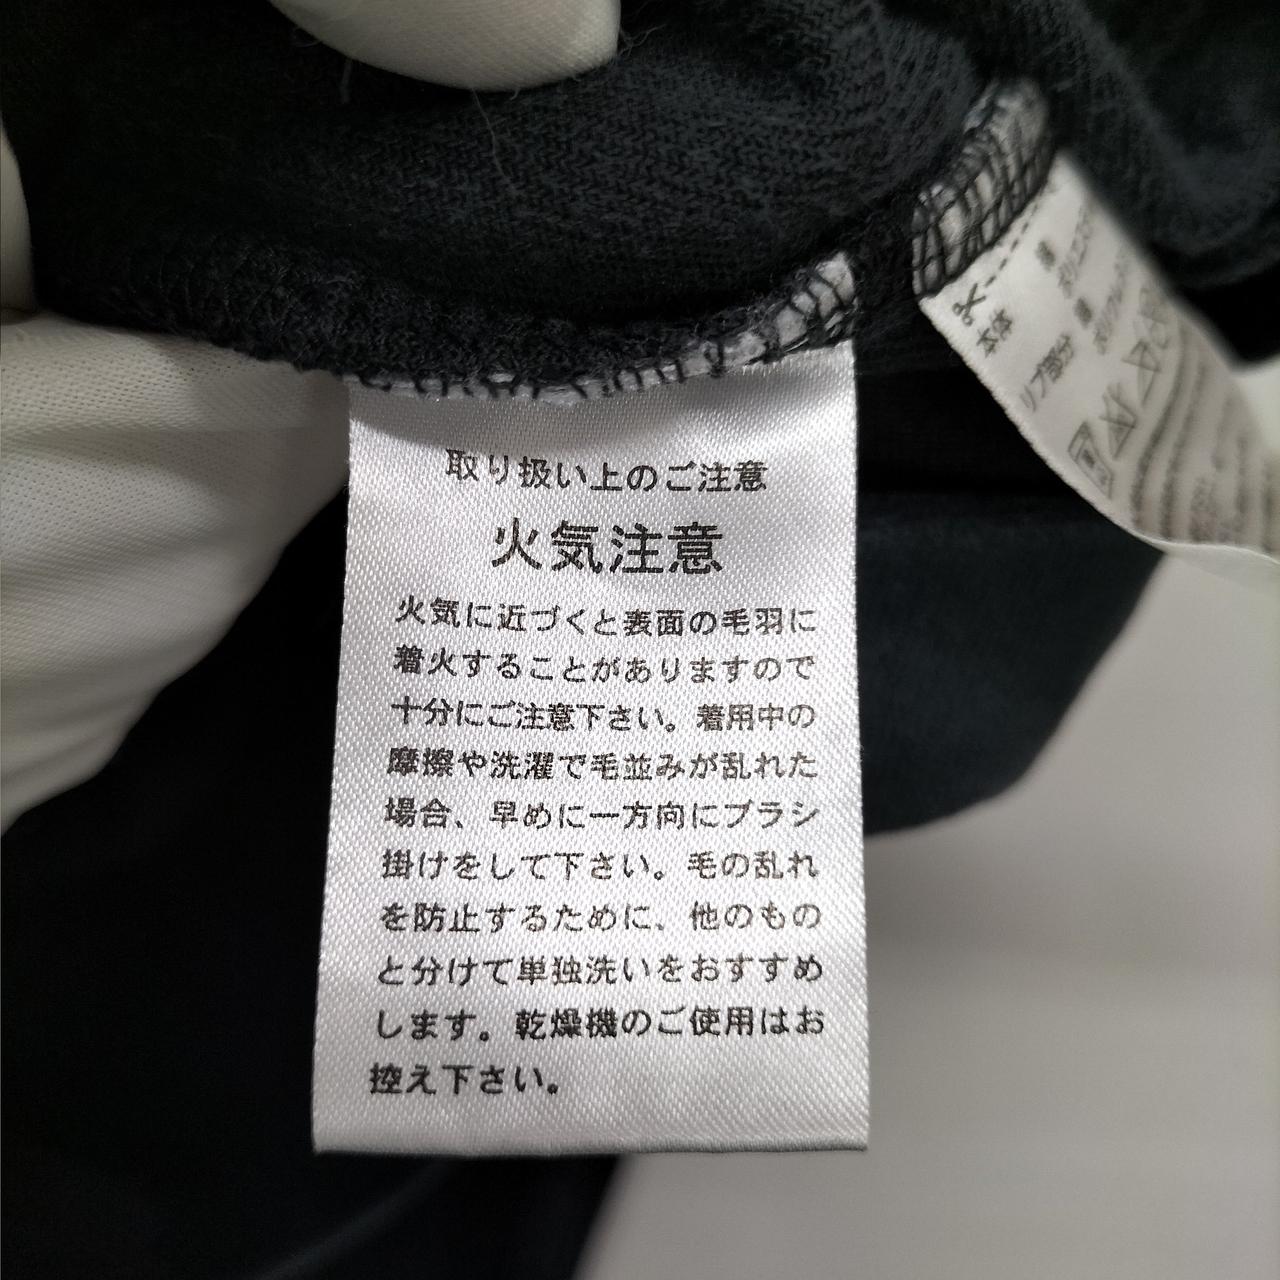 取り扱い上のご注意
火気注意
火気に近づくと表面の毛羽に
着火することがありますので
十分にご注意下さい。着用中の
摩擦や洗濯で毛並みが乱れた
場合、早めに一方向にブラシ
掛けをして下さい。毛の乱れ
を防止するために、他のもの
と分けて単独洗いをおすすめ
します。乾燥機のご使用はお
控え下さい。
本体
リブ部分